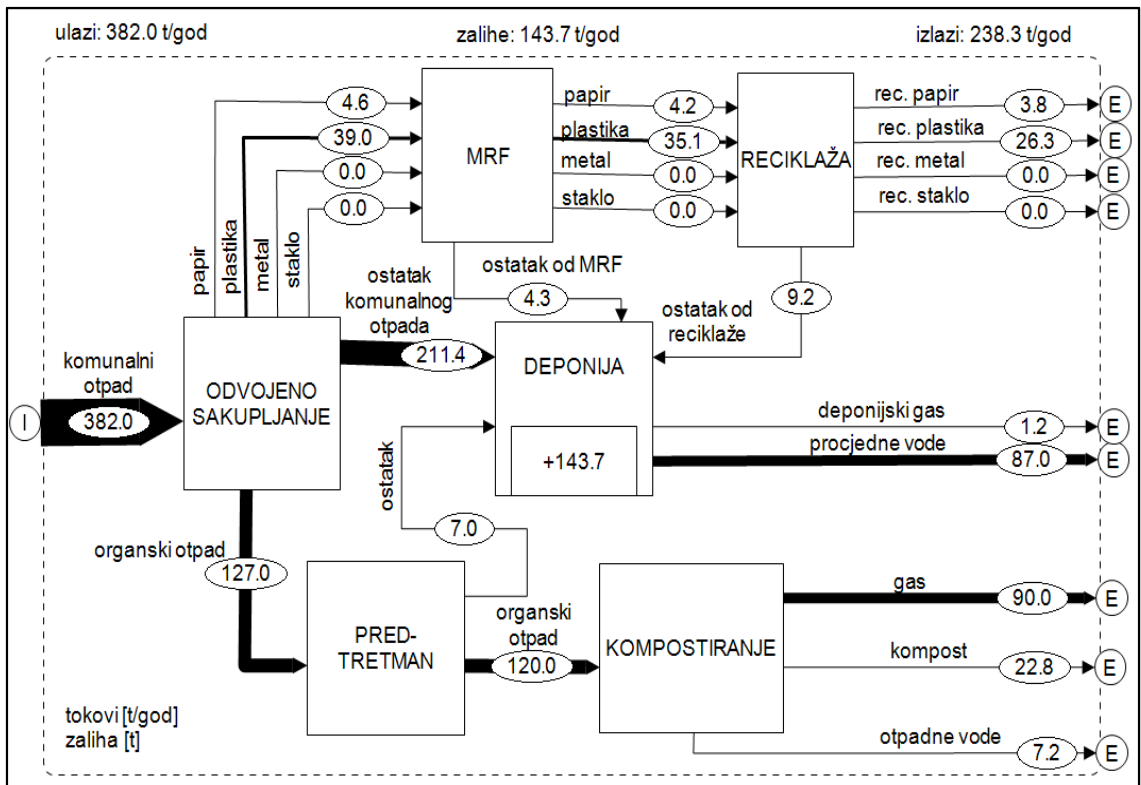 ulazi: 382.0 t/god
zalihe: 143.7 t/god
izlazi: 238.3 t/god
papir
plastika
metal
staklo
4.6
39.0
0.0
0.0
MRF
papir
plastika
metal
staklo
4.2
35.1
0.0
0.0
RECIKLAŽA
rec. papir
rec. plastika
rec. metal
rec. staklo
3.8
26.3
0.0
0.0
E
E
E
E
ostatak od MRF
4.3
9.2
ostatak od
reciklaže
ostatak
komunalnog
otpada
211.4
komunalni
otpad
I
382.0
ODVOJENO
SAKUPLJANJE
DEPONIJA
+143.7
deponijski gas
1.2
E
procjedne vode
87.0
E
ostatak
7.0
organski otpad
127.0
PRED-
TRETMAN
organski
otpad
120.0
KOMPOSTIRANJE
gas
90.0
E
kompost
22.8
E
otpadne vode
7.2
E
tokovi [t/god]
zaliha [t]